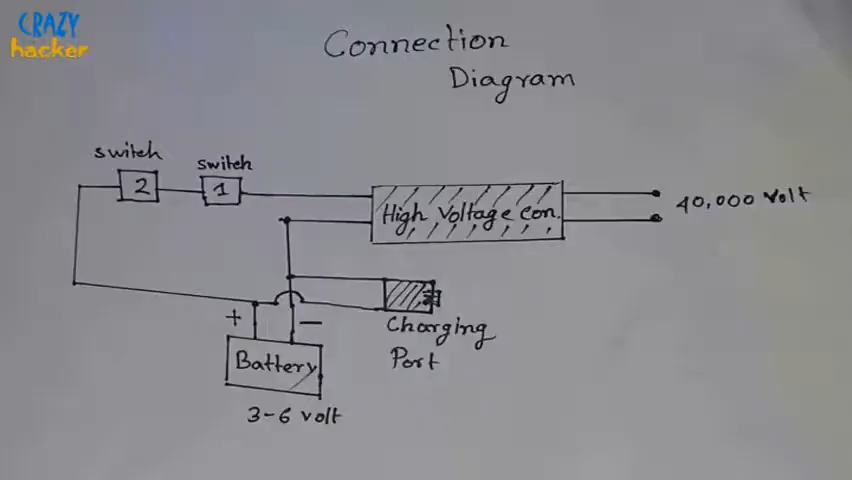 CRAZY
hacker
Connection
Diagram
switch
switch
2
1
High Voltage Con.
40,000 Volt
+
−
Charging
Port
Battery
3-6 volt